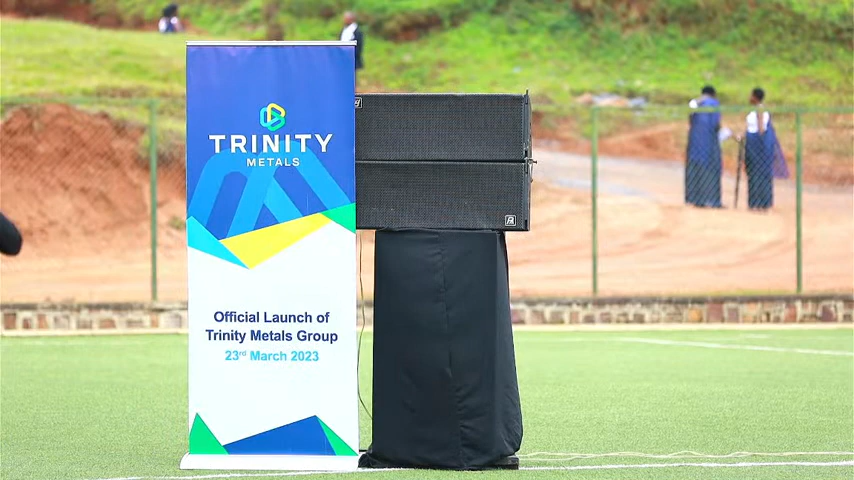 TRINITY
METALS
Official Launch of
Trinity Metals Group
23rd March 2023